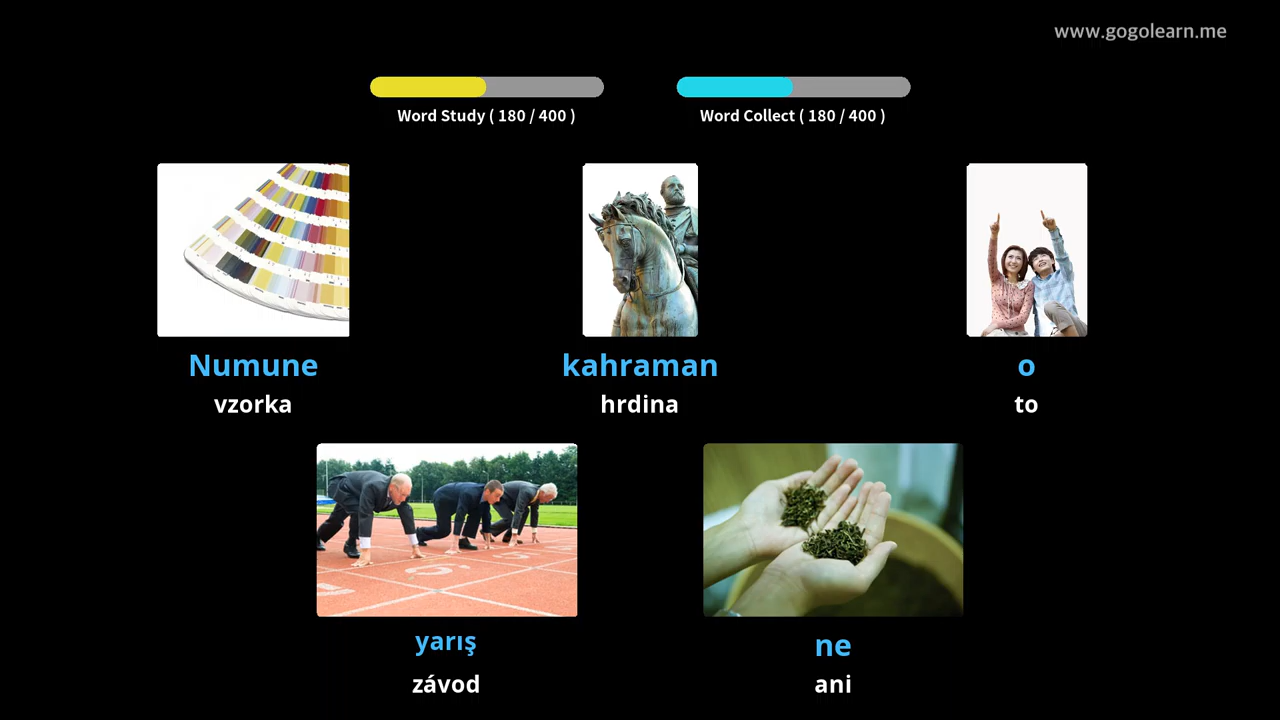 www.gogolearn.me
Word Study ( 180 / 400 )
Word Collect ( 180 / 400 )
Numune
vzorka
kahraman
hrdina
o
to
yarış
závod
ne
ani